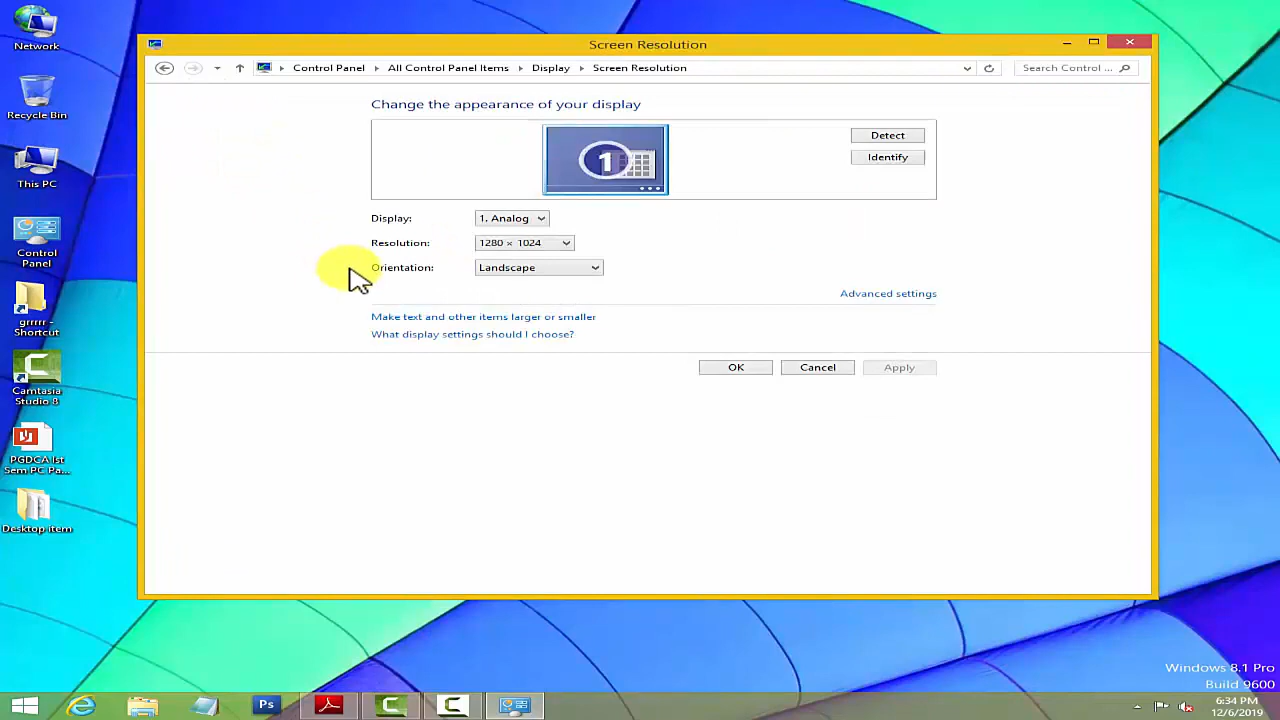 Network
Recycle Bin
This PC
Control
Panel
grrrrr -
Shortcut
Camtasia
Studio 8
PGDCA Ist
Sem PC Pa...
Desktop item
Screen Resolution
Control Panel
All Control Panel Items
Display
Screen Resolution
Search Control ...
Change the appearance of your display
1
Detect
Identify
Display:
1. Analog
Resolution:
1280 × 1024
Orientation:
Landscape
Advanced settings
Make text and other items larger or smaller
What display settings should I choose?
OK
Cancel
Apply
Windows 8.1 Pro
Build 9600
Ps
6:34 PM
12/6/2019